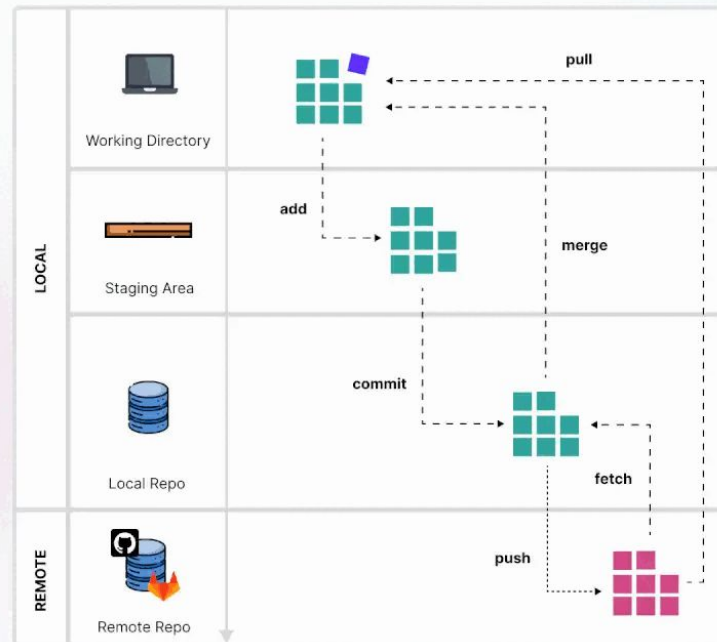 pull
Working Directory
add
merge
Staging Area
LOCAL
commit
Local Repo
fetch
push
REMOTE
Remote Repo